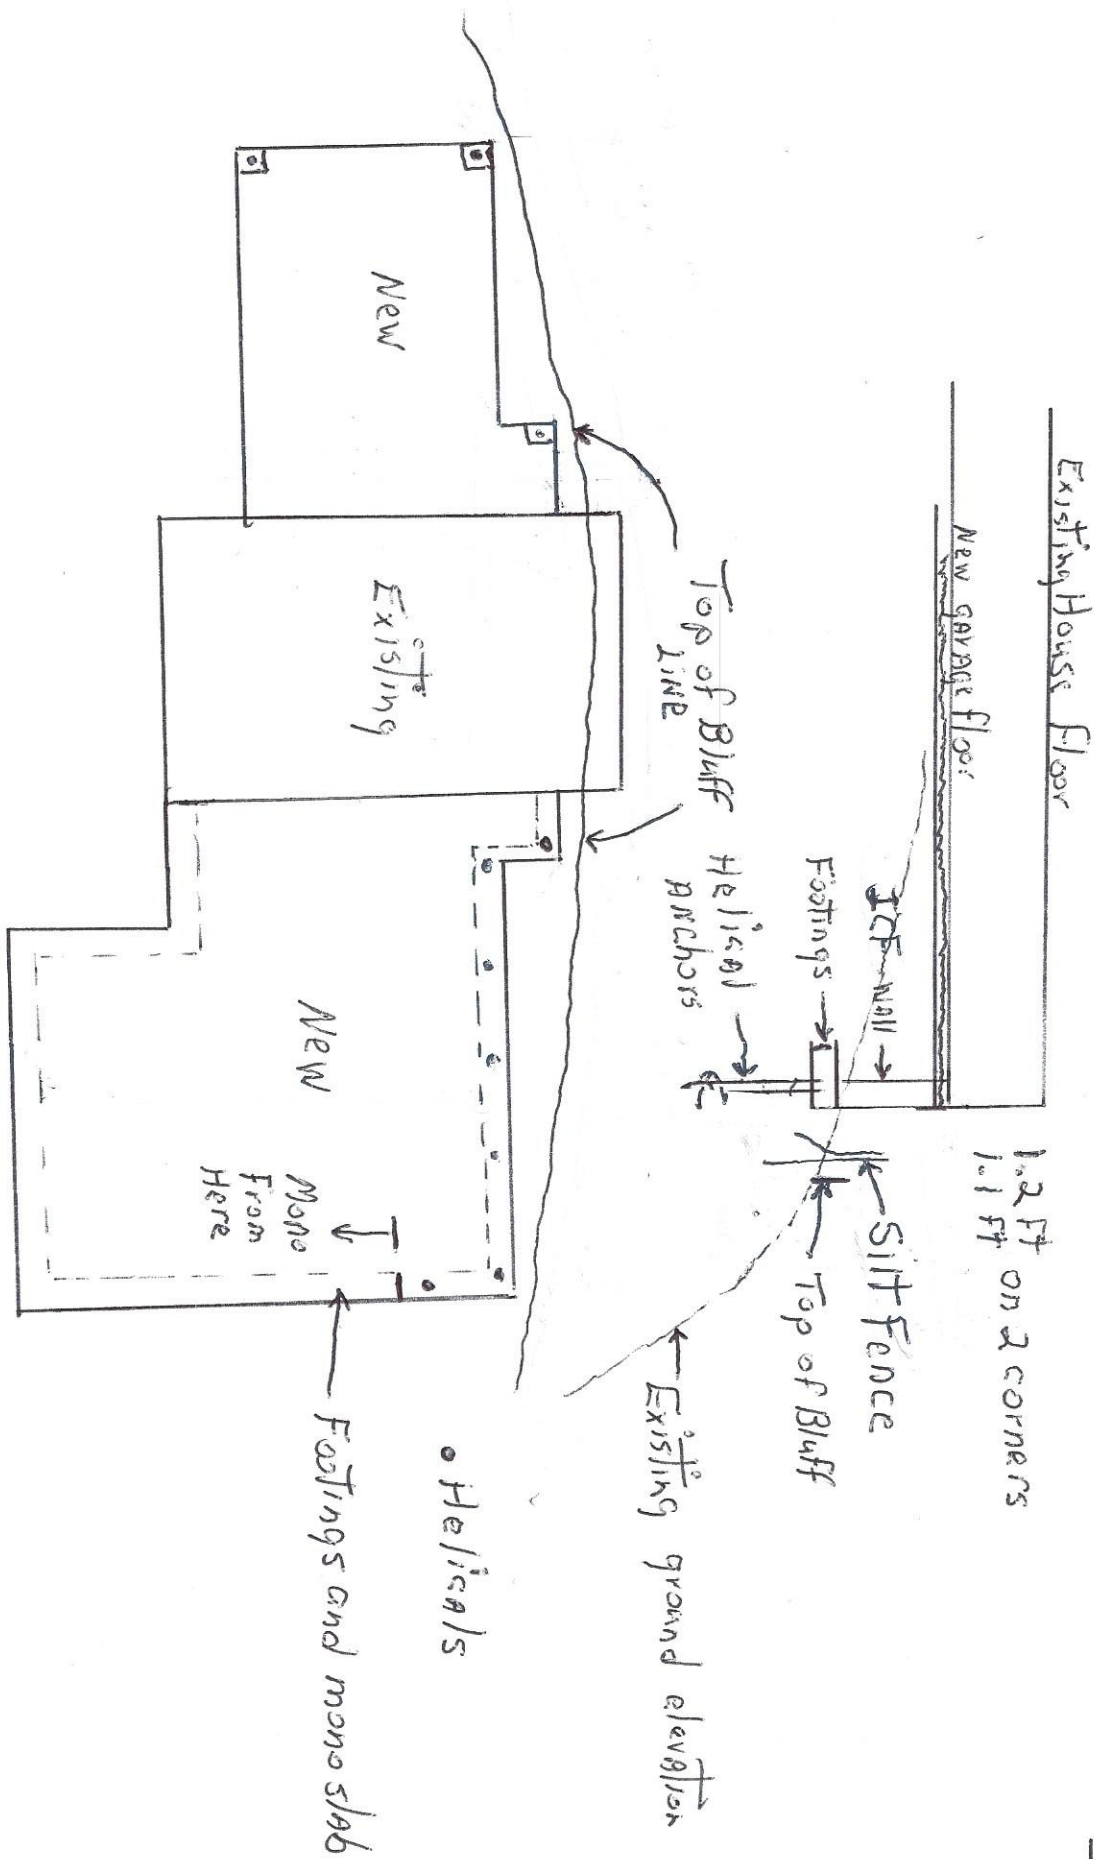 Existing House floor
New garage floor
1.2 Ft on 2 corners
1.1 Ft
ICF wall
Silt Fence
Footings
Top of Bluff
Helical
Anchors
Top of Bluff
Line
Existing ground elevation
New
Existing
New
• Helicals
Mono
From
Here
Footings and mono slab